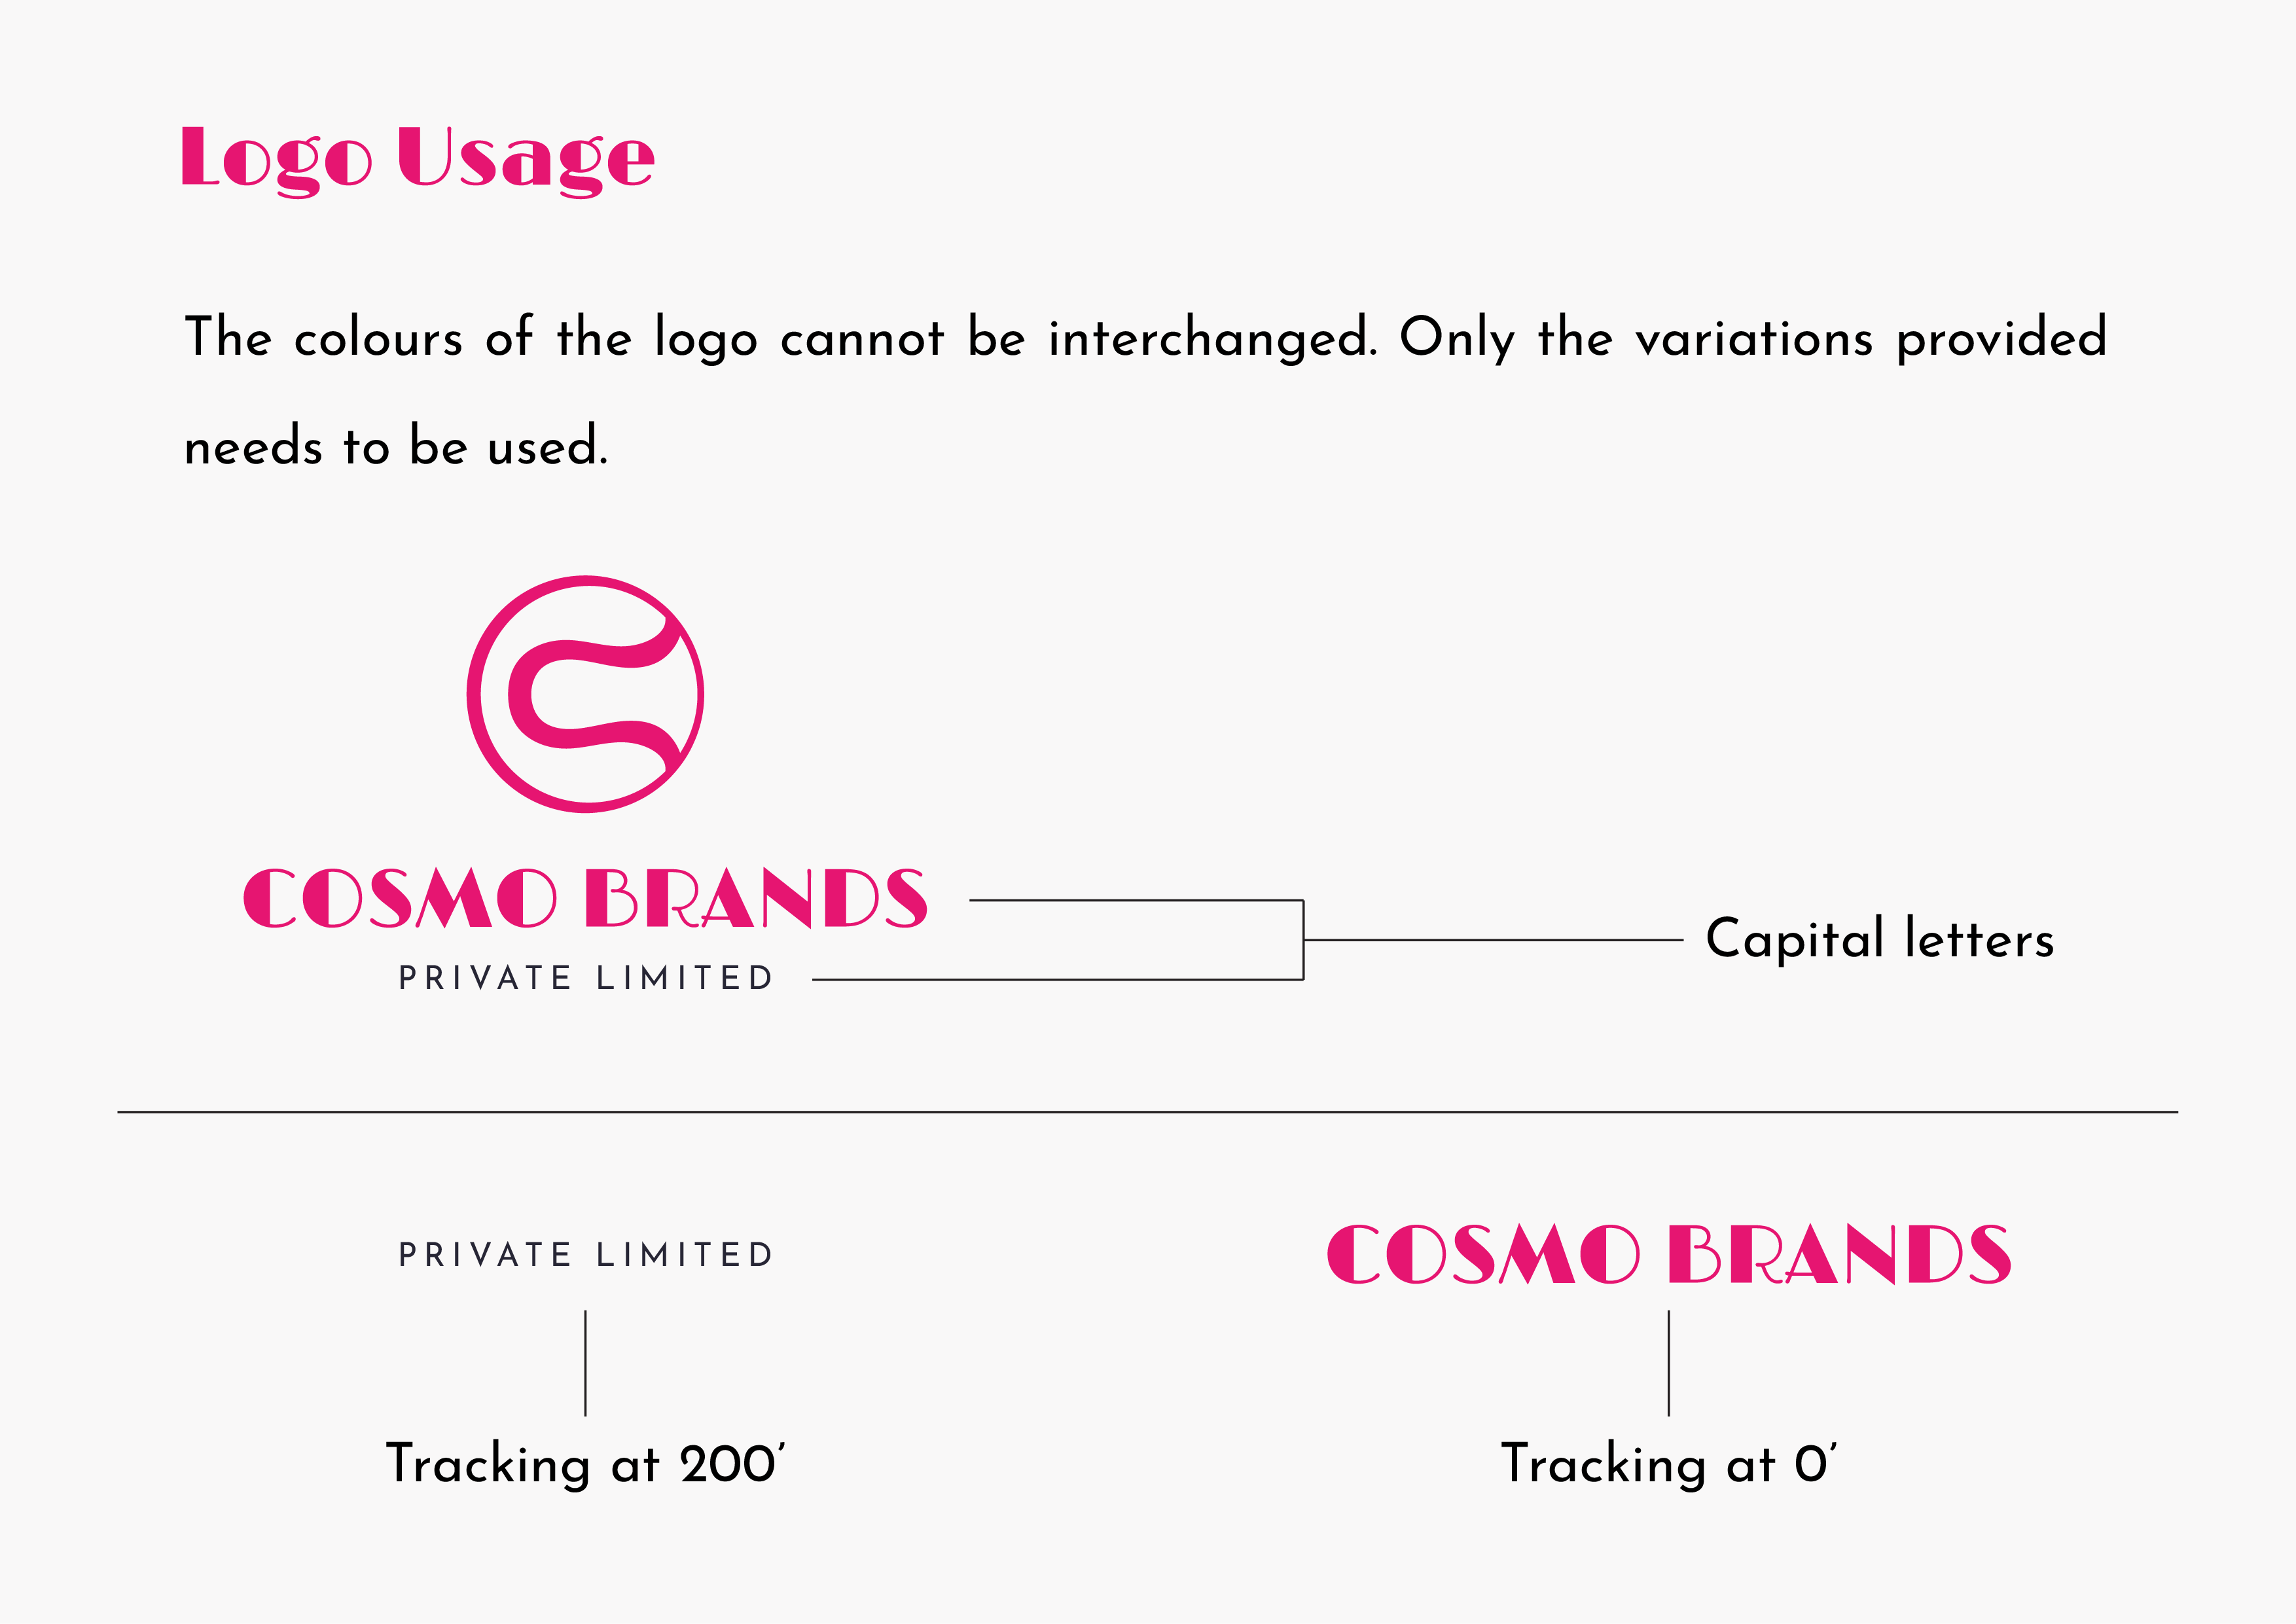 Logo Usage
The colours of the logo cannot be interchanged. Only the variations provided
needs to be used.
COSMO BRANDS
PRIVATE LIMITED
Capital letters
PRIVATE LIMITED
COSMO BRANDS
Tracking at 200’
Tracking at 0’